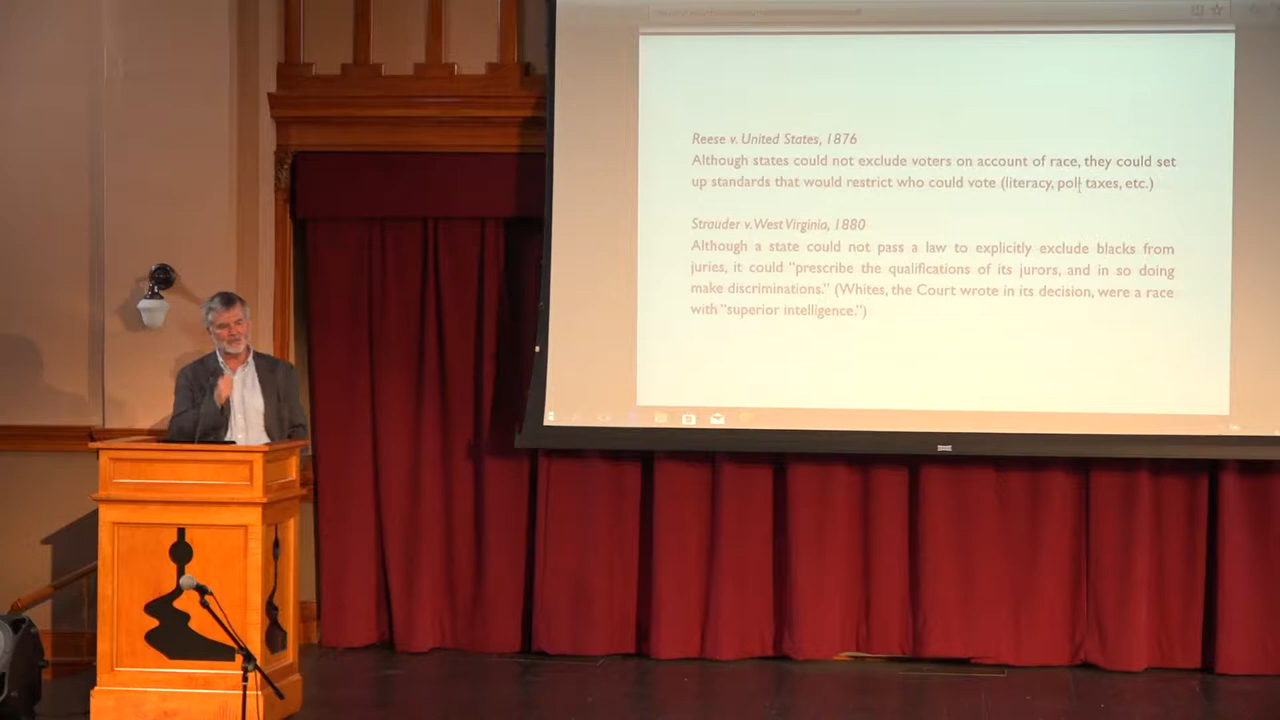 Reese v. United States, 1876
Although states could not exclude voters on account of race, they could set
up standards that would restrict who could vote (literacy, poll taxes, etc.)
Strauder v. West Virginia, 1880
Although a state could not pass a law to explicitly exclude blacks from
juries, it could "prescribe the qualifications of its jurors, and in so doing
make discriminations." (Whites, the Court wrote in its decision, were a race
with "superior intelligence.")